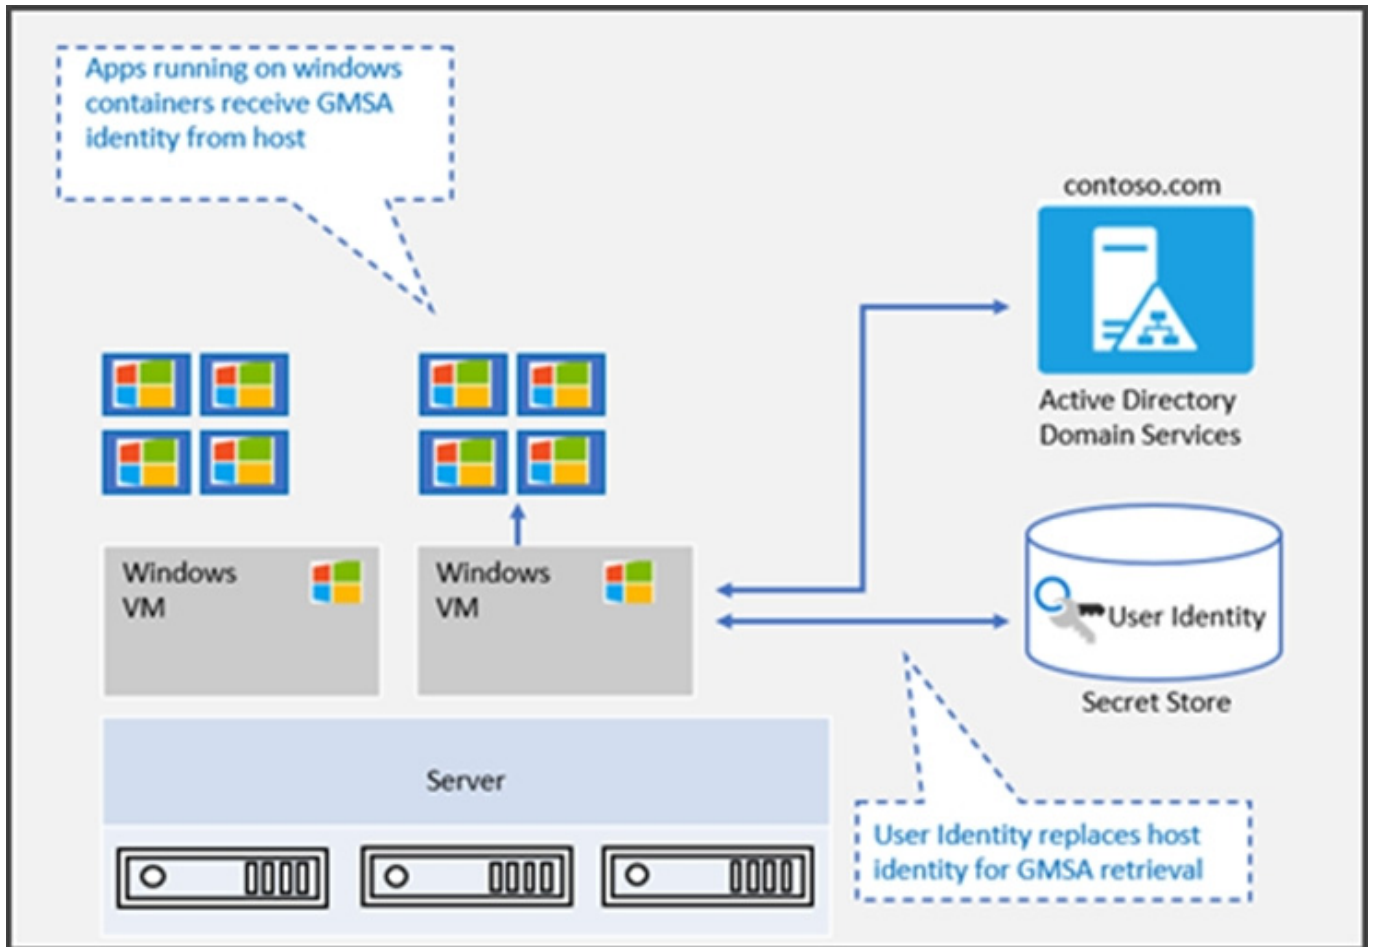 Apps running on windows
containers receive GMSA
identity from host
contoso.com
Active Directory
Domain Services
Windows
VM
Windows
VM
User Identity
Secret Store
Server
User Identity replaces host
identity for GMSA retrieval